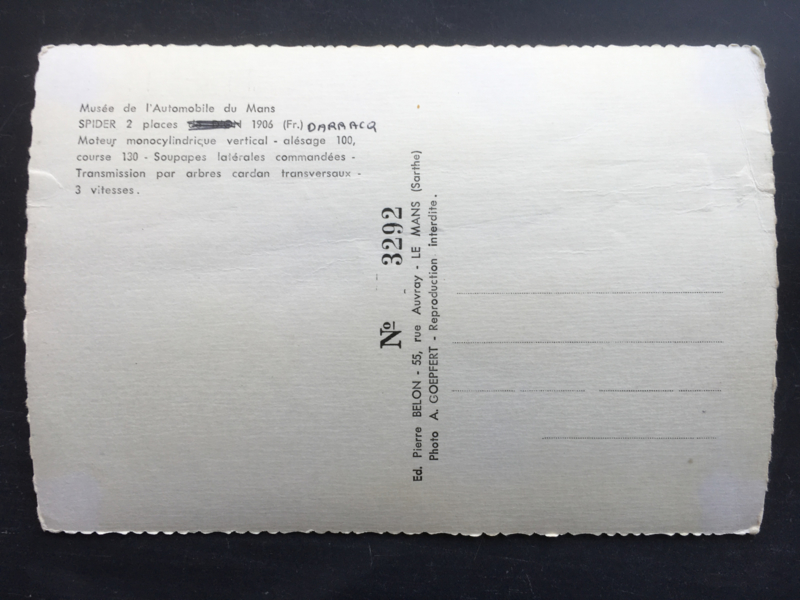 Musée de l'Automobile du Mans
SPIDER 2 places 1906 (Fr.) DARRACQ
Moteur monocylindrique vertical - alésage 100,
course 130 - Soupapes latérales commandées -
Transmission par arbres cardan transversaux -
3 vitesses.
Nº 3292
Ed. Pierre BELON - 55, rue Auvray - LE MANS (Sarthe)
Photo A. GOEPFERT - Reproduction interdite.